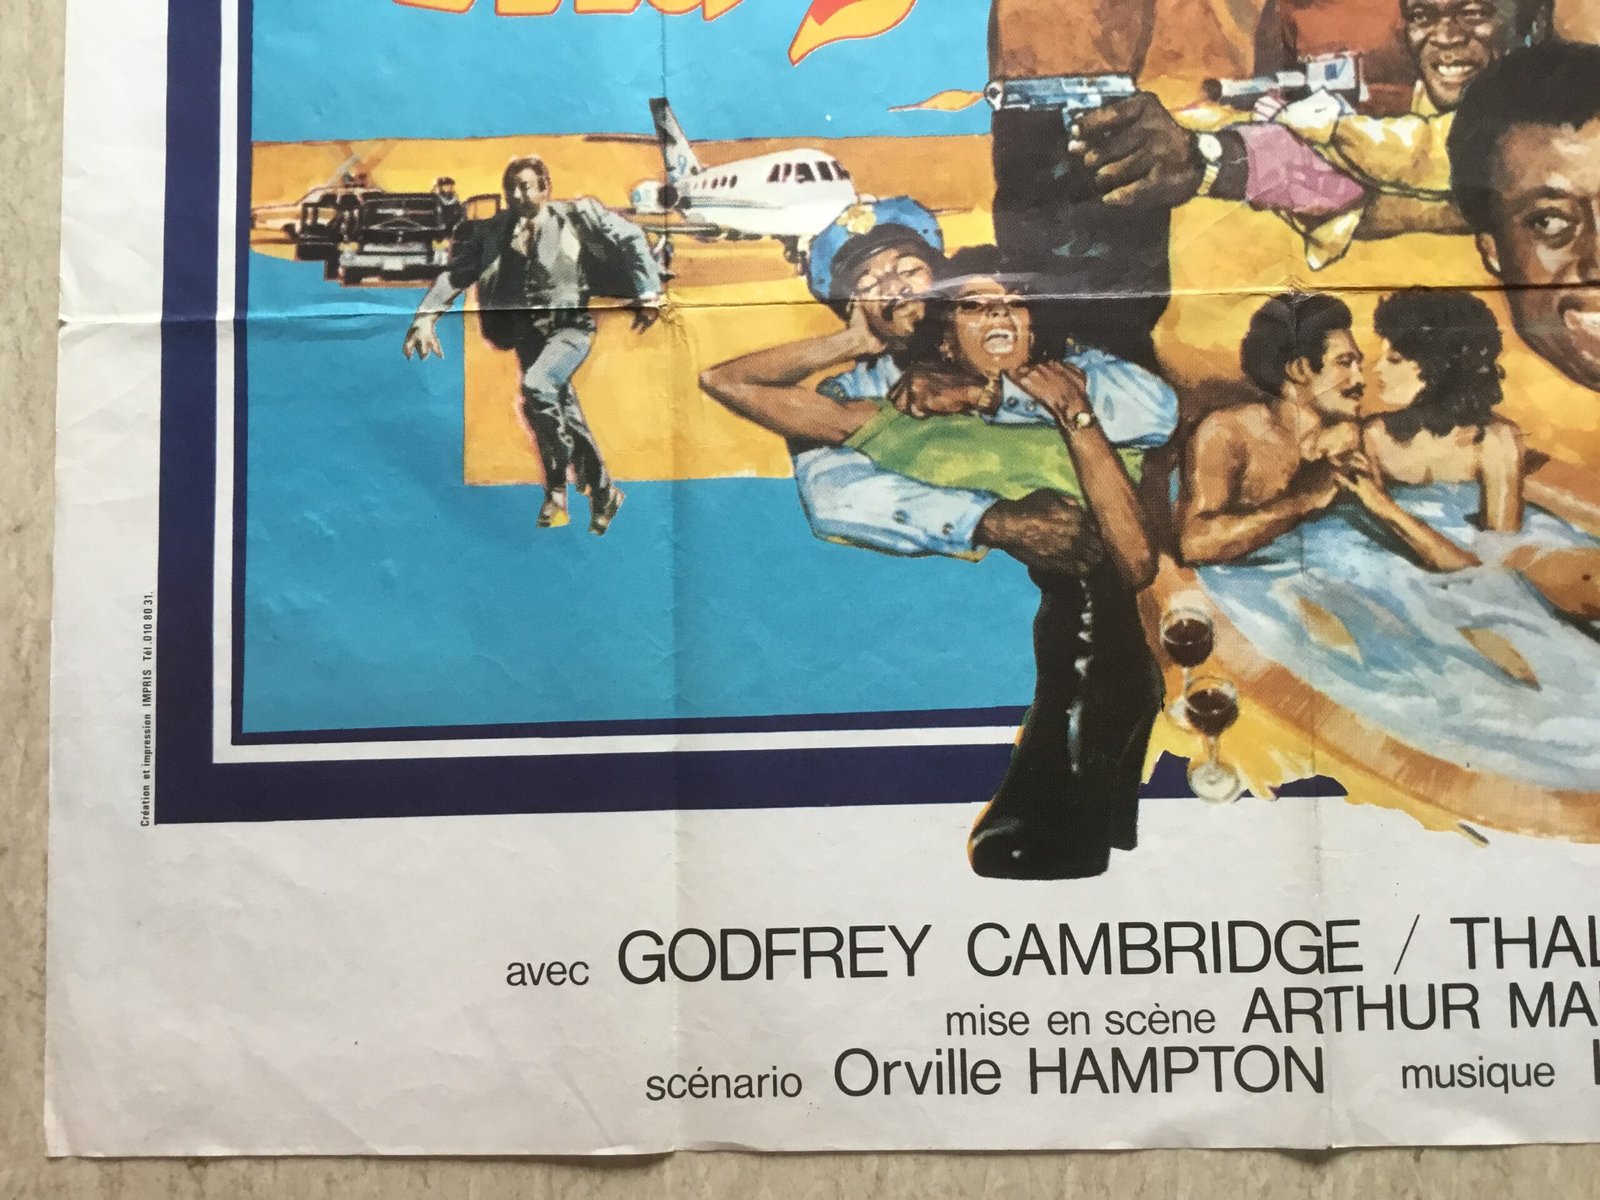 Création et impression IMPRIS Tél.:010 80 31.
avec GODFREY CAMBRIDGE / THAL
mise en scène ARTHUR MA
scénario Orville HAMPTON musique